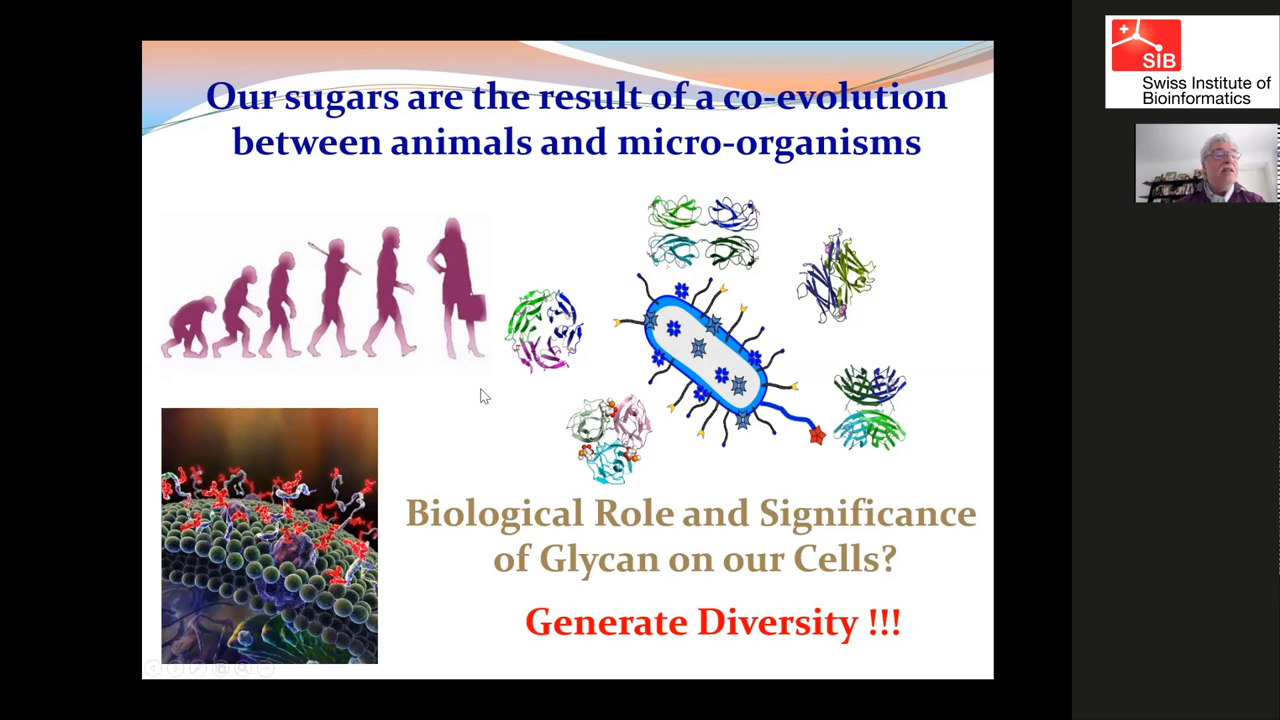 Our sugars are the result of a co-evolution
between animals and micro-organisms
Biological Role and Significance
of Glycan on our Cells?
Generate Diversity !!!
SIB
Swiss Institute of
Bioinformatics